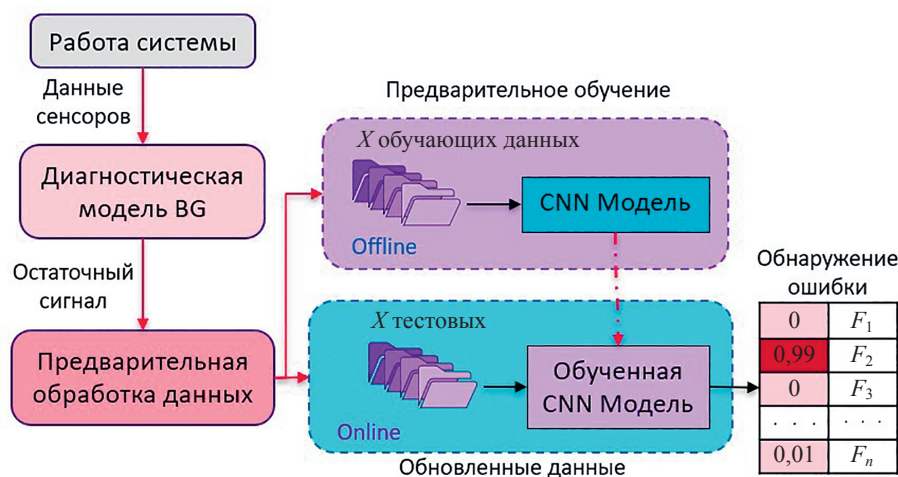 Работа системы
Данные
сенсоров
Диагностическая
модель BG
Остаточный
сигнал
Предварительная
обработка данных
Предварительное обучение
X обучающих данных
CNN Модель
Offline
X тестовых
Обученная
CNN Модель
Online
Обновленные данные
Обнаружение
ошибки
0 F1
0,99 F2
0 F3
. . . . . .
0,01 Fn